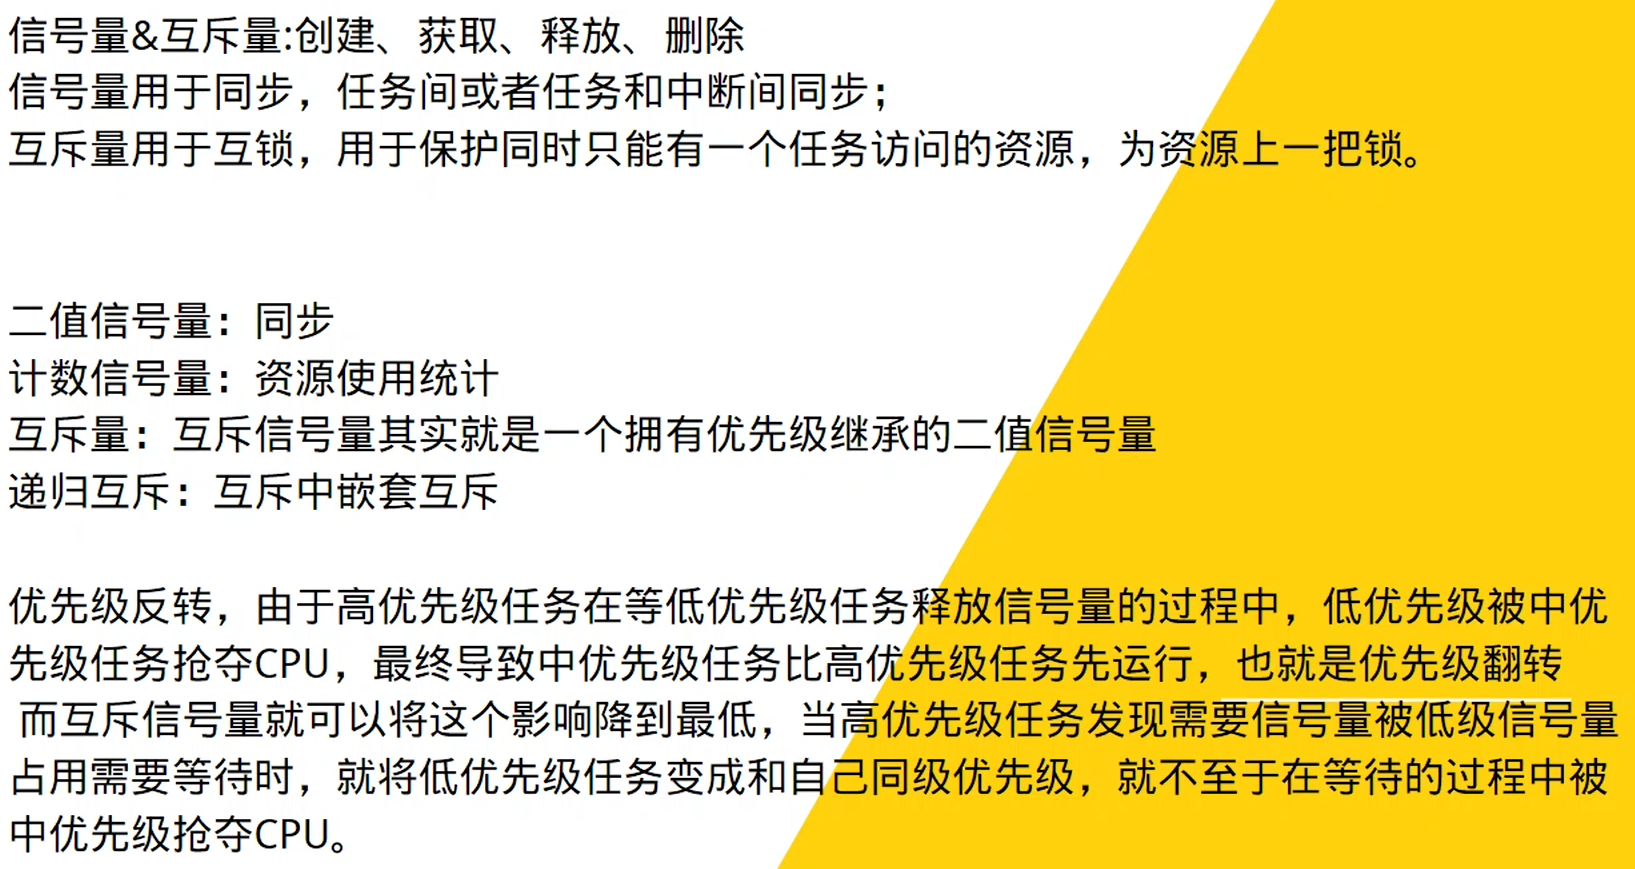 信号量&互斥量:创建、获取、释放、删除
信号量用于同步，任务间或者任务和中断间同步；
互斥量用于互锁，用于保护同时只能有一个任务访问的资源，为资源上一把锁。
二值信号量：同步
计数信号量：资源使用统计
互斥量：互斥信号量其实就是一个拥有优先级继承的二值信号量
递归互斥：互斥中嵌套互斥
优先级反转，由于高优先级任务在等低优先级任务释放信号量的过程中，低优先级被中优
先级任务抢夺CPU，最终导致中优先级任务比高优先级任务先运行，也就是优先级翻转
而互斥信号量就可以将这个影响降到最低，当高优先级任务发现需要信号量被低级信号量
占用需要等待时，就将低优先级任务变成和自己同级优先级，就不至于在等待的过程中被
中优先级抢夺CPU。